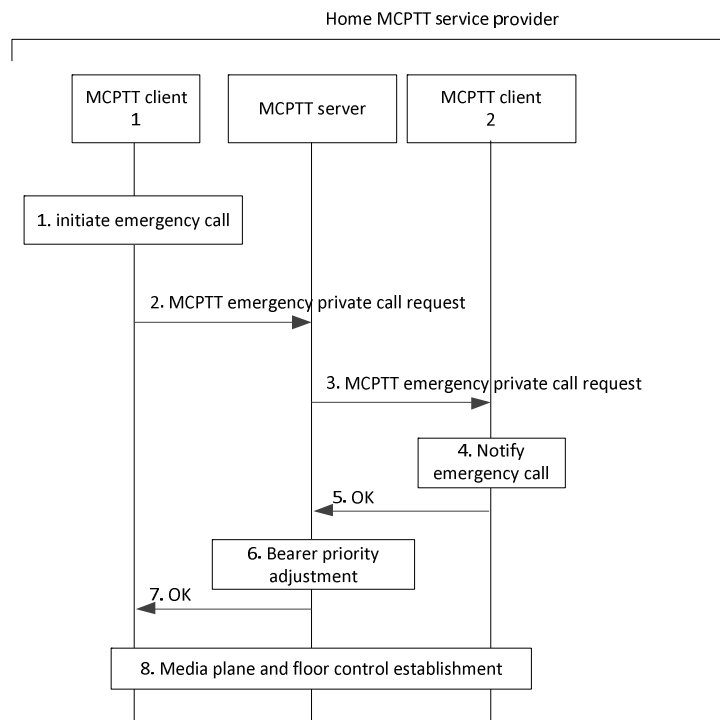 Home MCPTT service provider
MCPTT client
1
MCPTT server
MCPTT client
2
1. initiate emergency call
2. MCPTT emergency private call request
3. MCPTT emergency private call request
4. Notify
emergency call
5. OK
6. Bearer priority
adjustment
7. OK
8. Media plane and floor control establishment